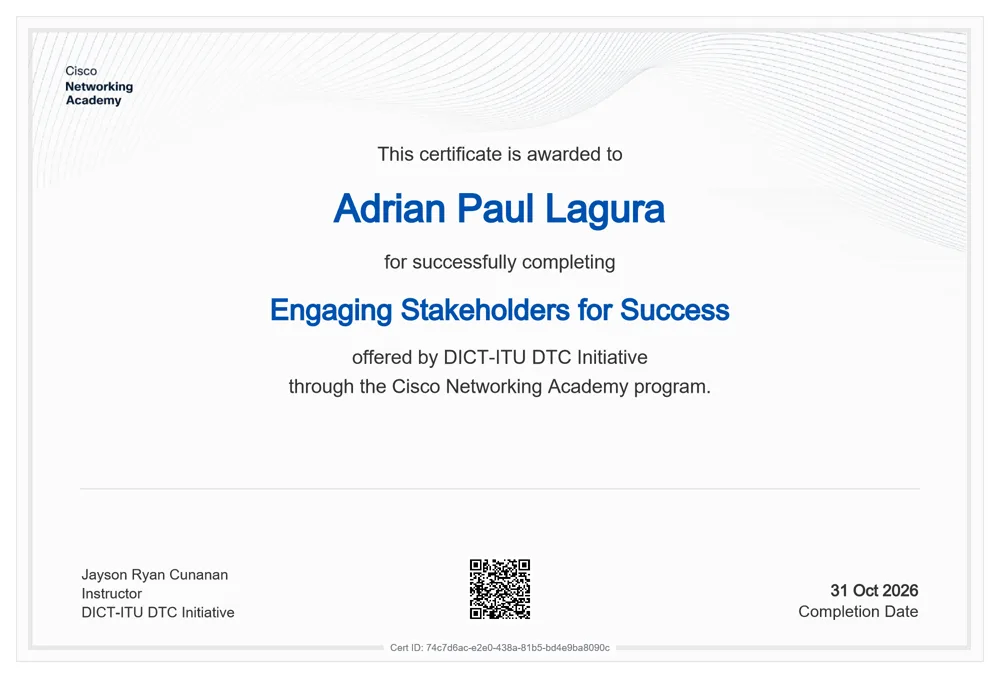 Cisco
Networking
Academy
This certificate is awarded to
Adrian Paul Lagura
for successfully completing
Engaging Stakeholders for Success
offered by DICT-ITU DTC Initiative
through the Cisco Networking Academy program.
Jayson Ryan Cunanan
Instructor
DICT-ITU DTC Initiative
31 Oct 2026
Completion Date
Cert ID: 74c7d6ac-e2e0-438a-81b5-bd4e9ba8090c